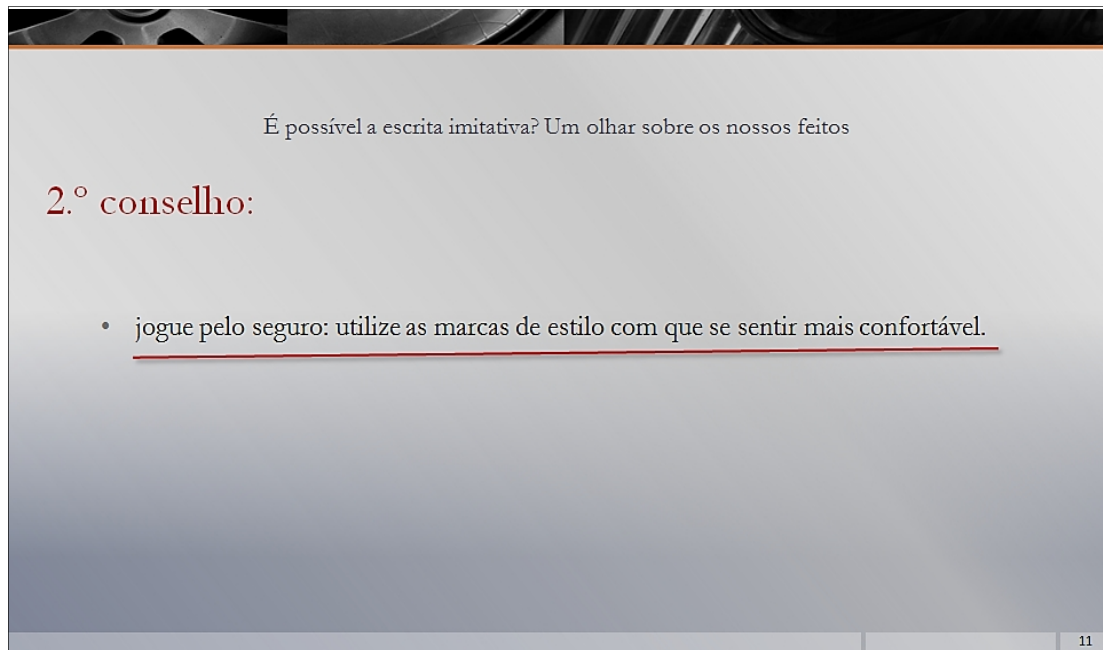 É possível a escrita imitativa? Um olhar sobre os nossos feitos
2.º conselho:
• jogue pelo seguro: utilize as marcas de estilo com que se sentir mais confortável.
11